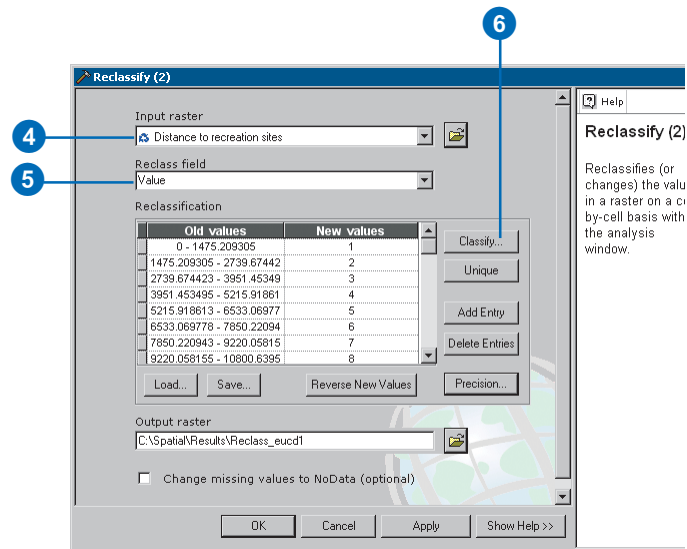 6
Reclassify (2)
Input raster
Distance to recreation sites
4
Reclass field
Value
5
Reclassification
Old values New values
0 - 1475.209305 1
1475.209305 - 2739.67442 2
2739.674423 - 3951.45349 3
3951.453495 - 5215.91861 4
5215.918613 - 6533.06977 5
6533.069778 - 7850.22094 6
7850.220943 - 9220.05815 7
9220.058155 - 10800.6395 8
Classify...
Unique
Add Entry
Delete Entries
Load... Save... Reverse New Values Precision...
Output raster
C:\Spatial\Results\Reclass_eucd1
Change missing values to NoData (optional)
OK Cancel Apply Show Help >>
Help
Reclassify (2)
Reclassifies (or
changes) the valu
in a raster on a ce
by-cell basis with
the analysis
window.